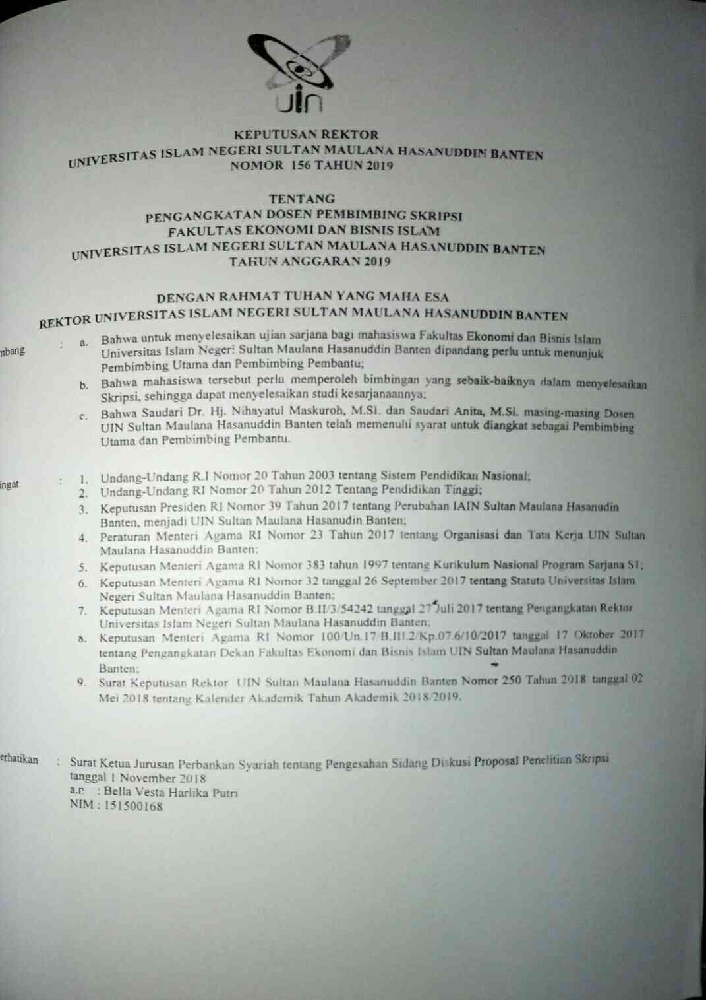 uin
KEPUTUSAN REKTOR
UNIVERSITAS ISLAM NEGERI SULTAN MAULANA HASANUDDIN BANTEN
NOMOR 156 TAHUN 2019
TENTANG
PENGANGKATAN DOSEN PEMBIMBING SKRIPSI
FAKULTAS EKONOMI DAN BISNIS ISLAM
UNIVERSITAS ISLAM NEGERI SULTAN MAULANA HASANUDDIN BANTEN
TAHUN ANGGARAN 2019
DENGAN RAHMAT TUHAN YANG MAHA ESA
REKTOR UNIVERSITAS ISLAM NEGERI SULTAN MAULANA HASANUDDIN BANTEN
mbang : a. Bahwa untuk menyelesaikan ujian sarjana bagi mahasiswa Fakultas Ekonomi dan Bisnis Islam
Universitas Islam Negeri Sultan Maulana Hasanuddin Banten dipandang perlu untuk menunjuk
Pembimbing Utama dan Pembimbing Pembantu;
b. Bahwa mahasiswa tersebut perlu memperoleh bimbingan yang sebaik-baiknya dalam menyelesaikan
Skripsi, sehingga dapat menyelesaikan studi kesarjanaannya;
c. Bahwa Saudari Dr. Hj. Nihayatul Maskuroh, M.SI. dan Saudari Anita, M.Si. masing-masing Dosen
UIN Sultan Maulana Hasanuddin Banten telah memenuhi syarat untuk diangkat sebagai Pembimbing
Utama dan Pembimbing Pembantu.
ingat : 1. Undang-Undang R.I Nomor 20 Tahun 2003 tentang Sistem Pendidikan Nasional;
2. Undang-Undang RI Nomor 20 Tahun 2012 Tentang Pendidikan Tinggi;
3. Keputusan Presiden RI Nomor 39 Tahun 2017 tentang Perubahan IAIN Sultan Maulana Hasanudin
Banten, menjadi UIN Sultan Maulana Hasanudin Banten;
4. Peraturan Menteri Agama RI Nomor 23 Tahun 2017 tentang Organisasi dan Tata Kerja UIN Sultan
Maulana Hasanuddin Banten;
5. Keputusan Menteri Agama RI Nomor 383 tahun 1997 tentang Kurikulum Nasional Program Sarjana S1;
6. Keputusan Menteri Agama RI Nomor 32 tanggal 26 September 2017 tentang Statuta Universitas Islam
Negeri Sultan Maulana Hasanuddin Banten;
7. Keputusan Menteri Agama RI Nomor B.II/3/54242 tanggal 27 Juli 2017 tentang Pengangkatan Rektor
Universitas Islam Negeri Sultan Maulana Hasanuddin Banten;
8. Keputusan Menteri Agama RI Nomor 100/Un.17/B.III.2/Kp.07.6/10/2017 tanggal 17 Oktober 2017
tentang Pengangkatan Dekan Fakultas Ekonomi dan Bisnis Islam UIN Sultan Maulana Hasanuddin
Banten;
9. Surat Keputusan Rektor UIN Sultan Maulana Hasanuddin Banten Nomor 250 Tahun 2018 tanggal 02
Mei 2018 tentang Kalender Akademik Tahun Akademik 2018/2019.
erhatikan : Surat Ketua Jurusan Perbankan Syariah tentang Pengesahan Sidang Diskusi Proposal Penelitian Skripsi
tanggal 1 November 2018
a.n : Bella Vesta Harlika Putri
NIM : 151500168